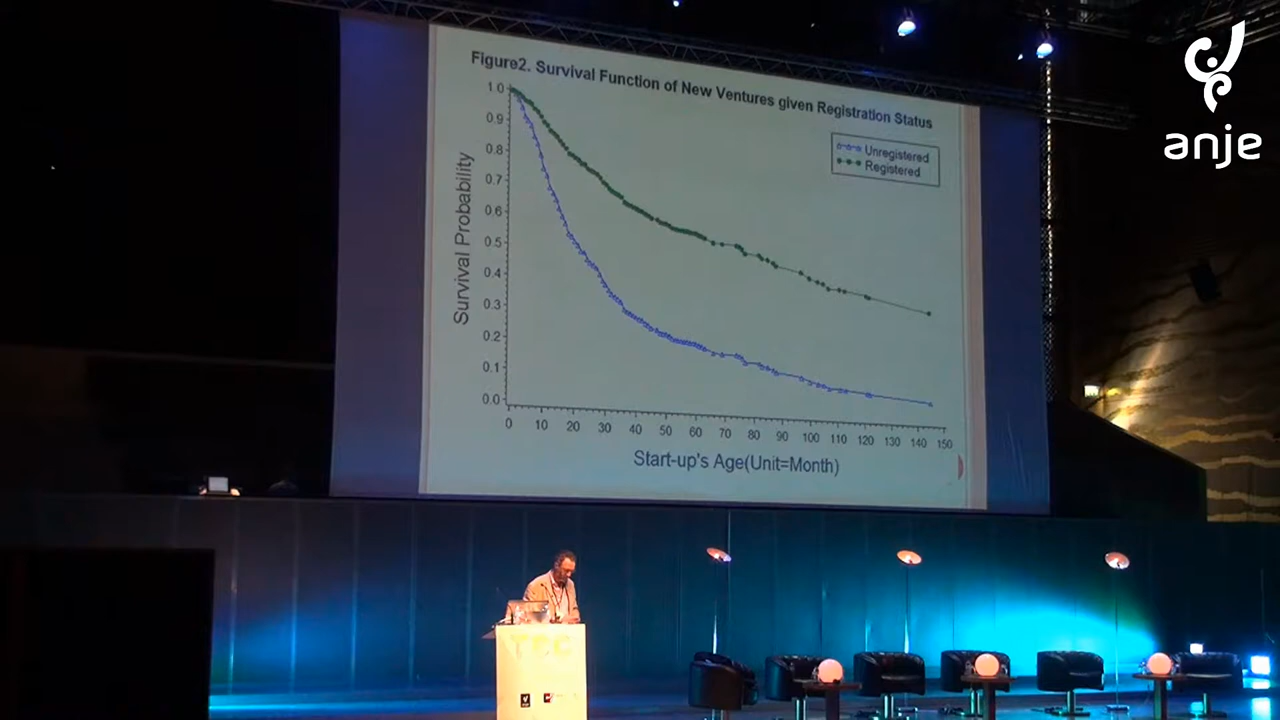 anje
Figure2. Survival Function of New Ventures given Registration Status
Unregistered
Registered
Survival Probability
1 0
0.9
0.8
0.7
0.6
0.5
0.4
0.3
0.2
0.1
0.0
0 10 20 30 40 50 60 70 80 90 100 110 120 130 140 150
Start-up's Age(Unit=Month)